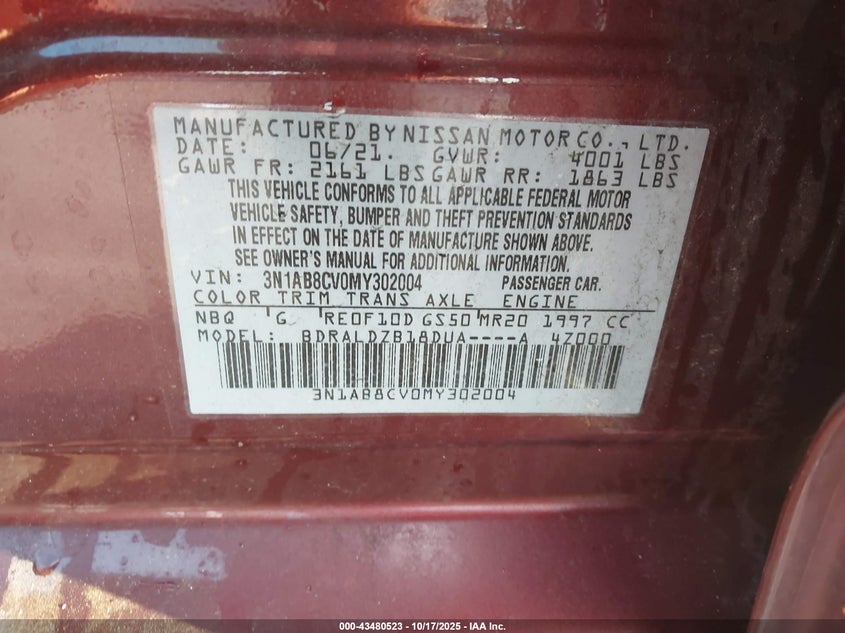 MANUFACTURED BY NISSAN MOTOR CO., LTD.
DATE: 06/21. GVWR: 4001 LBS
GAWR FR: 2161 LBS GAWR RR: 1863 LBS
THIS VEHICLE CONFORMS TO ALL APPLICABLE FEDERAL MOTOR
VEHICLE SAFETY, BUMPER AND THEFT PREVENTION STANDARDS
IN EFFECT ON THE DATE OF MANUFACTURE SHOWN ABOVE.
SEE OWNER'S MANUAL FOR ADDITIONAL INFORMATION.
VIN: 3N1AB8CV0MY302004 PASSENGER CAR.
COLOR TRIM TRANS AXLE ENGINE
NBQ G RE0F10D GS50 MR20 1997 CC
MODEL: BDRALDZB18DUA----A 4Z000
3N1AB8CV0MY302004
000-43480523 | 10/17/2025 - IAA Inc.